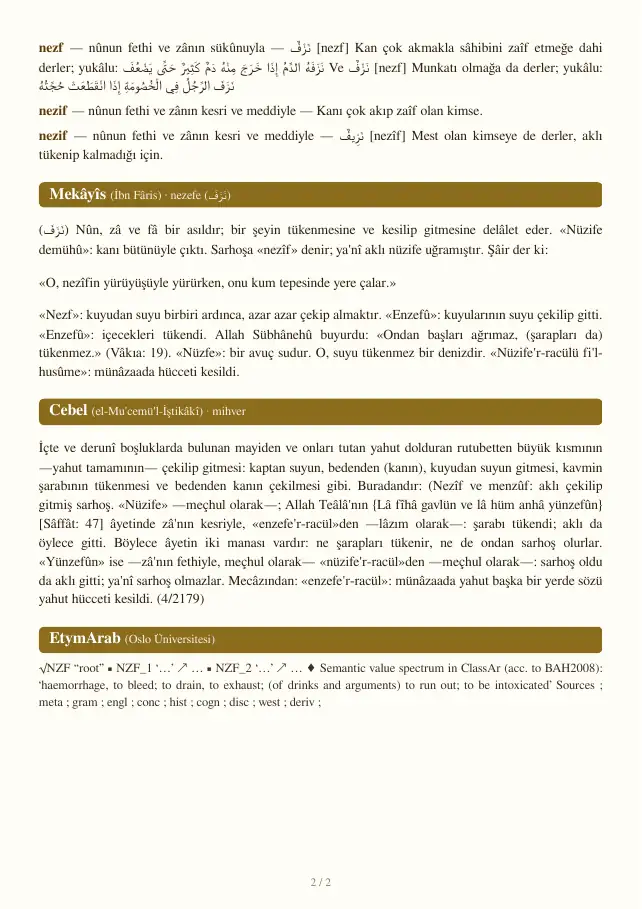 nezf — nûnun fethi ve zânın sükûnuyla — نَزْفٌ [nezf] Kan çok akmakla sâhibini zaîf etmeğe dahi
derler; yukâlu: نَزَفَهُ الدَّمُ إِذَا خَرَجَ مِنْهُ دَمٌ كَثِيرٌ حَتَّى يَضْعُفَ Ve نَزْفٌ [nezf] Munkatı olmağa da derler; yukâlu:
نَزَفَ الرَّجُلُ فِي الْخُصُومَةِ إِذَا انْقَطَعَتْ حُجَّتُهُ
nezif — nûnun fethi ve zânın kesri ve meddiyle — Kanı çok akıp zaîf olan kimse.
nezif — nûnun fethi ve zânın kesri ve meddiyle — نَزِيفٌ [nezîf] Mest olan kimseye de derler, aklı
tükenip kalmadığı için.
Mekâyîs (İbn Fâris) · nezefe (نَزَفَ)
(نَزَفَ) Nûn, zâ ve fâ bir asıldır; bir şeyin tükenmesine ve kesilip gitmesine delâlet eder. «Nüzife
demühû»: kanı bütünüyle çıktı. Sarhoşa «nezîf» denir; ya'nî aklı nüzife uğramıştır. Şâir der ki:
«O, nezîfin yürüyüşüyle yürürken, onu kum tepesinde yere çalar.»
«Nezf»: kuyudan suyu birbiri ardınca, azar azar çekip almaktır. «Enzefû»: kuyularının suyu çekilip gitti.
«Enzefû»: içecekleri tükendi. Allah Sübhânehû buyurdu: «Ondan başları ağrımaz, (şarapları da)
tükenmez.» (Vâkıa: 19). «Nüzfe»: bir avuç sudur. O, suyu tükenmez bir denizdir. «Nüzife'r-racülü fi'l-
husûme»: münâzaada hücceti kesildi.
Cebel (el-Mu'cemü'l-İştikâkî) · mihver
İçte ve derunî boşluklarda bulunan mayiden ve onları tutan yahut dolduran rutubetten büyük kısmının
—yahut tamamının— çekilip gitmesi: kaptan suyun, bedenden (kanın), kuyudan suyun gitmesi, kavmin
şarabının tükenmesi ve bedenden kanın çekilmesi gibi. Buradandır: (Nezîf ve menzûf: aklı çekilip
gitmiş sarhoş. «Nüzife» —meçhul olarak—; Allah Teâlâ'nın {Lâ fîhâ gavlün ve lâ hüm anhâ yünzefûn}
[Sâffât: 47] âyetinde zâ'nın kesriyle, «enzefe'r-racül»den —lâzım olarak—: şarabı tükendi; aklı da
öylece gitti. Böylece âyetin iki manası vardır: ne şarapları tükenir, ne de ondan sarhoş olurlar.
«Yünzefûn» ise —zâ'nın fethiyle, meçhul olarak— «nüzife'r-racül»den —meçhul olarak—: sarhoş oldu
da aklı gitti; ya'nî sarhoş olmazlar. Mecâzından: «enzefe'r-racül»: münâzaada yahut başka bir yerde sözü
yahut hücceti kesildi. (4/2179)
EtymArab (Oslo Üniversitesi)
√NZF “root” ▪ NZF_1 ‘…’ ↗ … ▪ NZF_2 ‘…’ ↗ … ♦ Semantic value spectrum in ClassAr (acc. to BAH2008):
‘haemorrhage, to bleed; to drain, to exhaust; (of drinks and arguments) to run out; to be intoxicated’ Sources ;
meta ; gram ; engl ; conc ; hist ; cogn ; disc ; west ; deriv ;
2 / 2